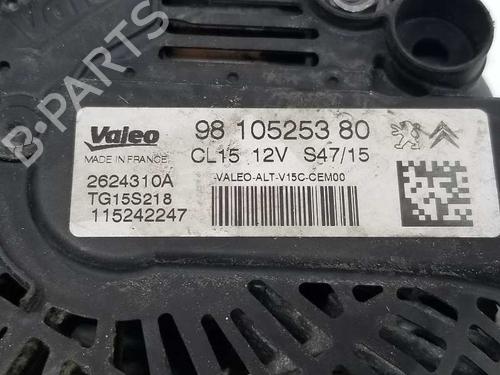 Valeo
B-PARTS
Valeo 98 105253 80
MADE IN FRANCE CL15 12V S47/15
2624310A -VALEO-ALT-V15C-CEM00
TG15S218
115242247